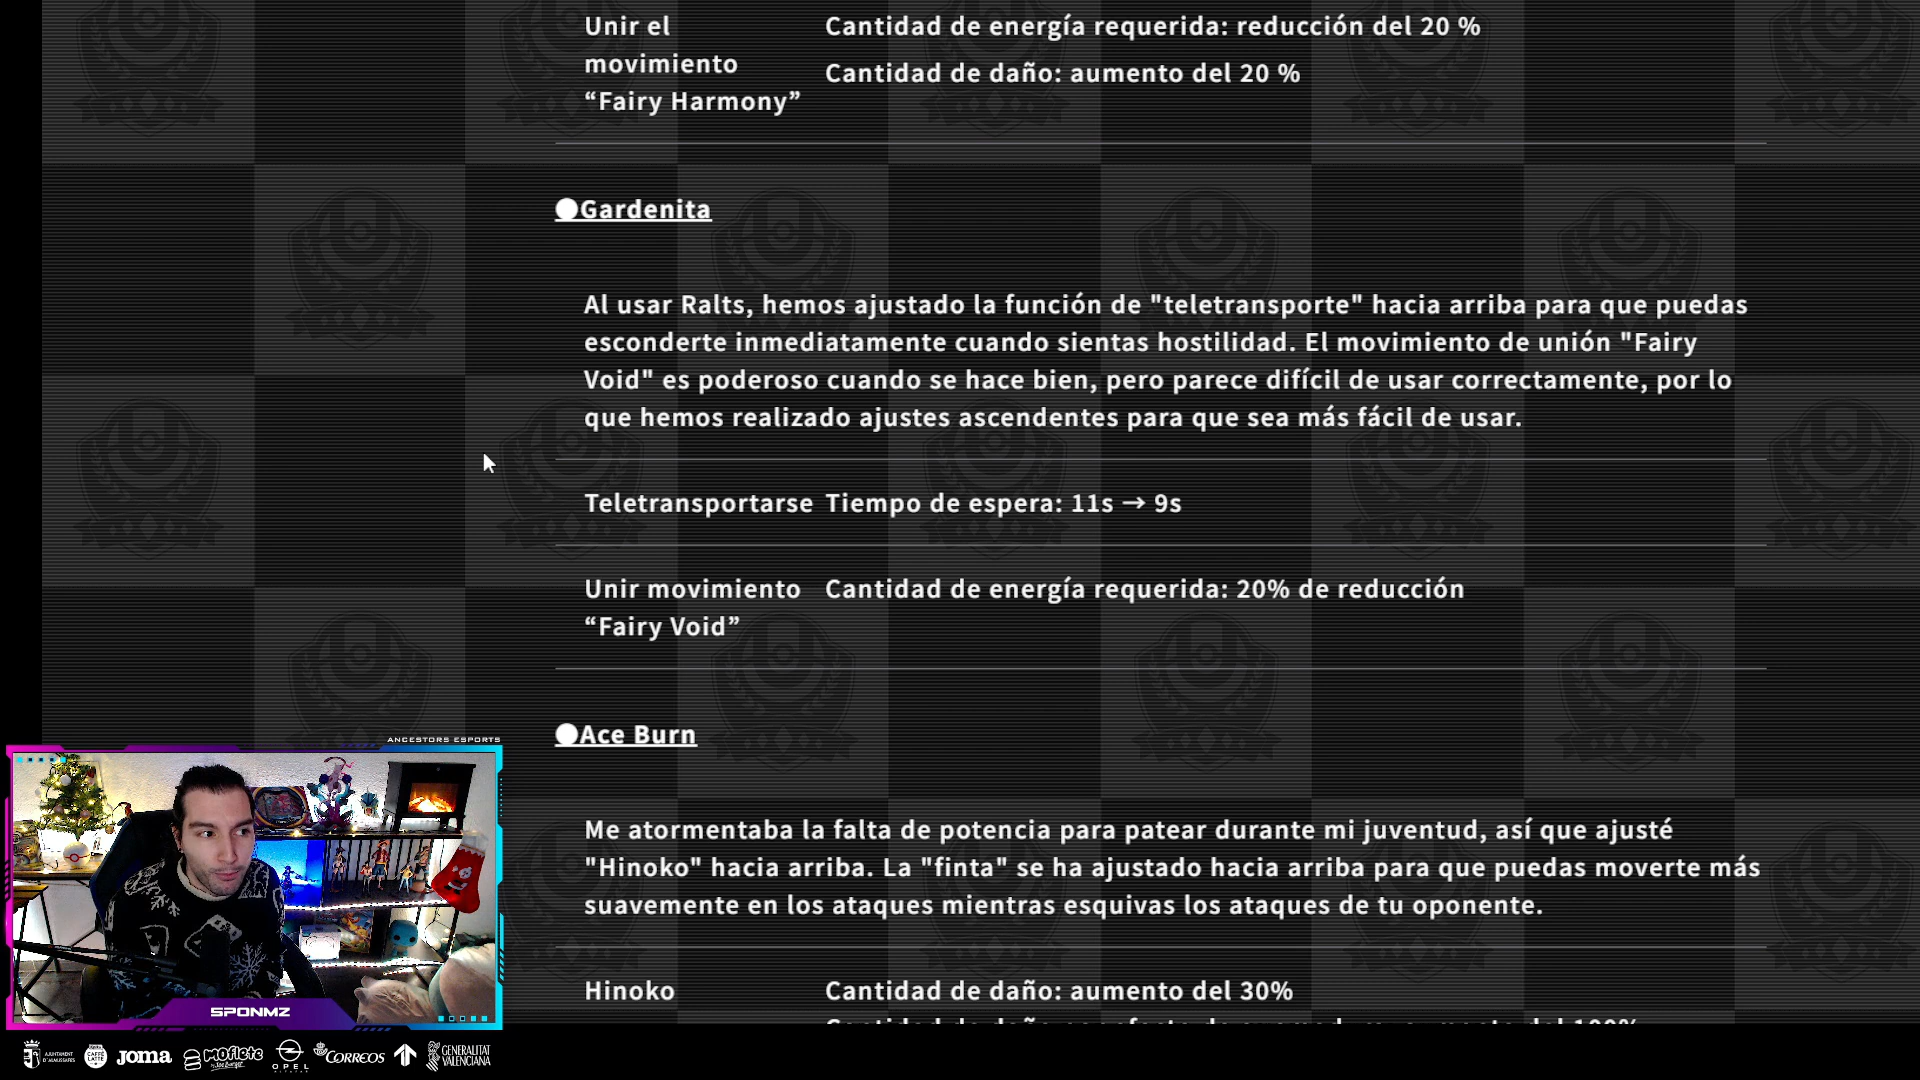 Unir el
movimiento
“Fairy Harmony”
Cantidad de energía requerida: reducción del 20 %
Cantidad de daño: aumento del 20 %
●Gardenita
Al usar Ralts, hemos ajustado la función de "teletransporte" hacia arriba para que puedas
esconderte inmediatamente cuando sientas hostilidad. El movimiento de unión "Fairy
Void" es poderoso cuando se hace bien, pero parece difícil de usar correctamente, por lo
que hemos realizado ajustes ascendentes para que sea más fácil de usar.
Teletransportarse Tiempo de espera: 11s → 9s
Unir movimiento
“Fairy Void”
Cantidad de energía requerida: 20% de reducción
●Ace Burn
Me atormentaba la falta de potencia para patear durante mi juventud, así que ajusté
"Hinoko" hacia arriba. La "finta" se ha ajustado hacia arriba para que puedas moverte más
suavemente en los ataques mientras esquivas los ataques de tu oponente.
Hinoko Cantidad de daño: aumento del 30%
ANCESTORS ESPORTS
SPONMZ
CAFFÈ
LATTE
JOMA
MOFLETE
OPEL
CORREOS
GENERALITAT
VALENCIANA